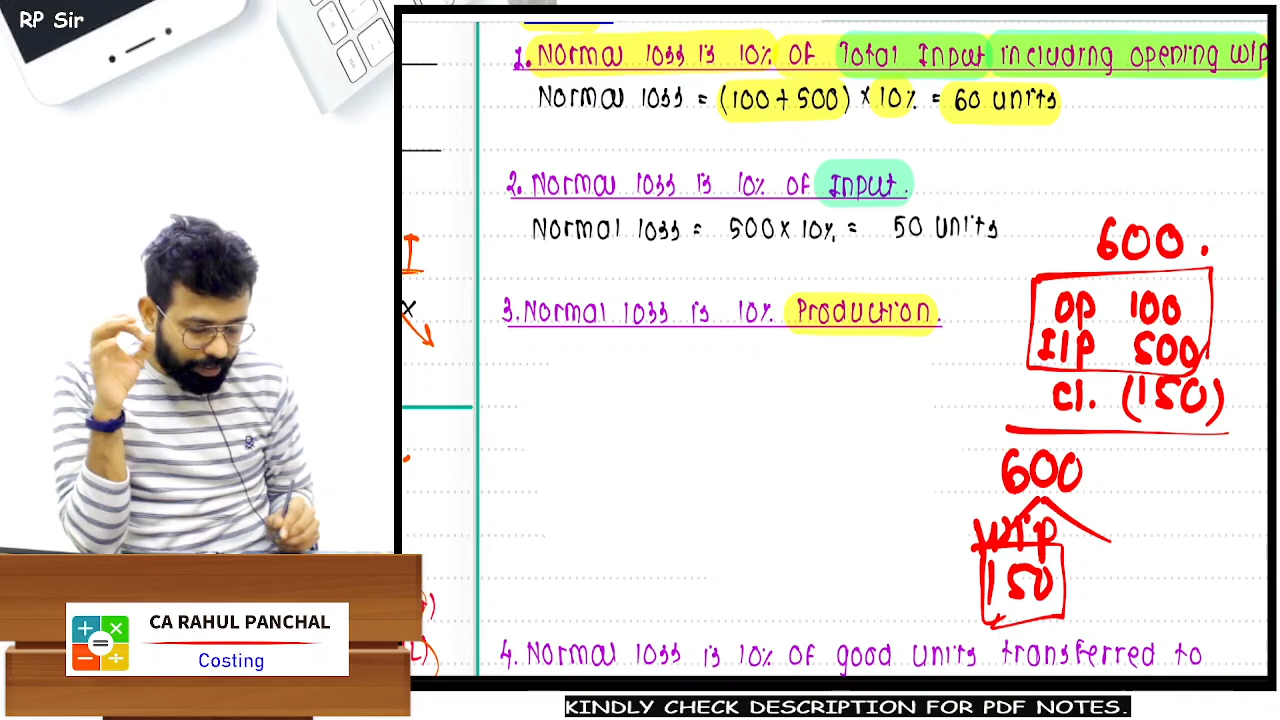 RP Sir
1. Normal loss is 10% of Total Input including opening WIP
Normal loss = (100 + 500) × 10% = 60 units
2. Normal loss is 10% of Input.
Normal loss = 500 × 10% = 50 units
3. Normal loss is 10% Production.
600.
OP 100
I/P 500
Cl. (150)
600
WIP
150
4. Normal loss is 10% of good units transferred to
CA RAHUL PANCHAL
Costing
KINDLY CHECK DESCRIPTION FOR PDF NOTES.